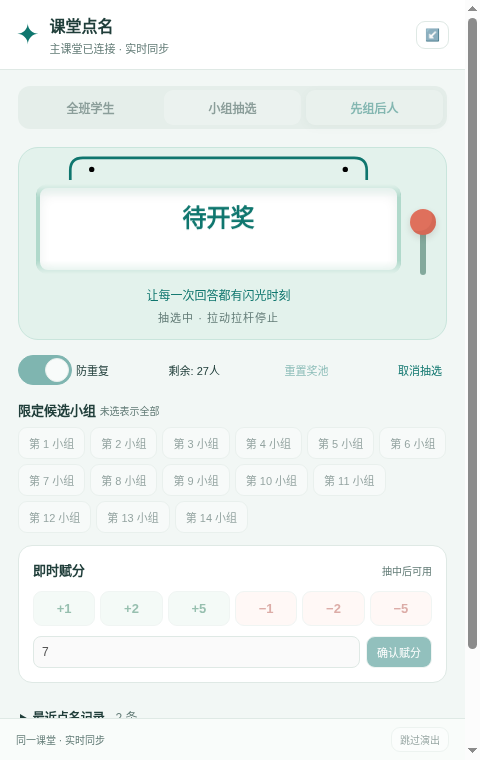 课堂点名
主课堂已连接 · 实时同步
全班学生 小组抽选 先组后人
待开奖
让每一次回答都有闪光时刻
抽选中 · 拉动拉杆停止
防重复 剩余: 27人 重置奖池 取消抽选
限定候选小组 未选表示全部
第 1 小组 第 2 小组 第 3 小组 第 4 小组 第 5 小组 第 6 小组
第 7 小组 第 8 小组 第 9 小组 第 10 小组 第 11 小组
第 12 小组 第 13 小组 第 14 小组
即时赋分 抽中后可用
+1 +2 +5 −1 −2 −5
7 确认赋分
最近点名记录 2 条
同一课堂 · 实时同步 跳过演出